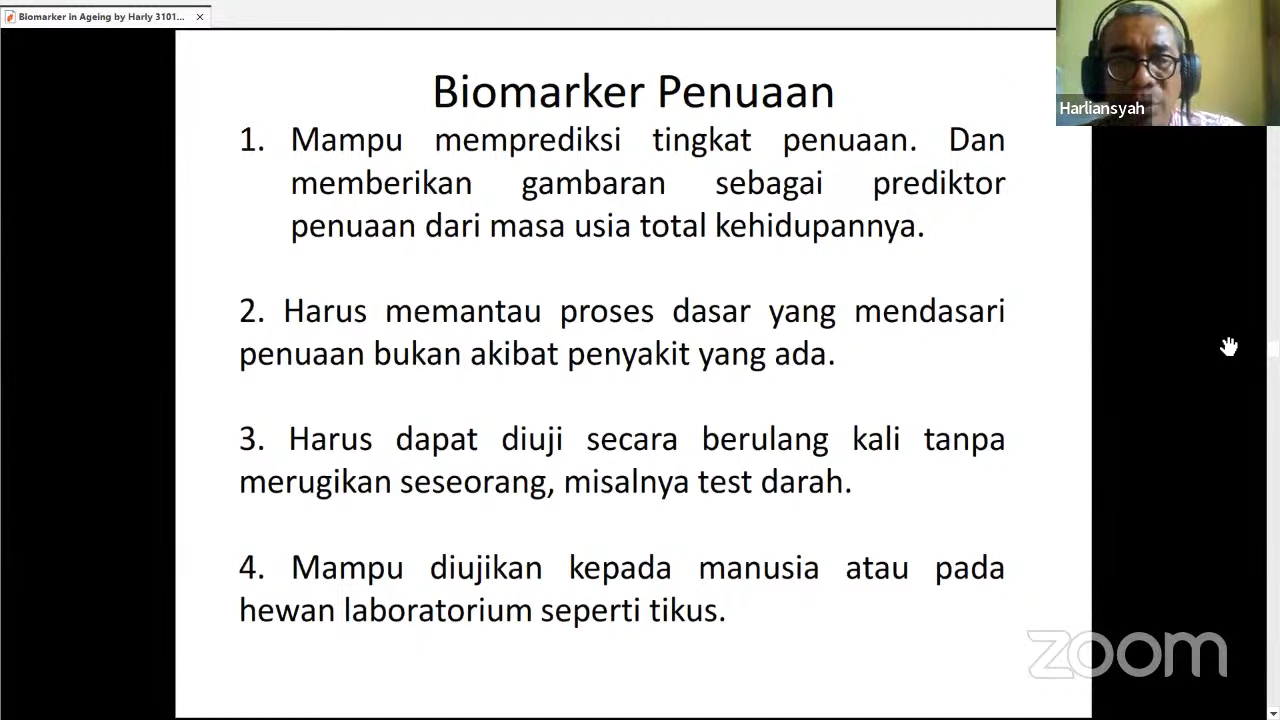 Biomarker in Ageing by Harly 3101...
Harliansyah
Biomarker Penuaan
1. Mampu memprediksi tingkat penuaan. Dan
memberikan gambaran sebagai prediktor
penuaan dari masa usia total kehidupannya.
2. Harus memantau proses dasar yang mendasari
penuaan bukan akibat penyakit yang ada.
3. Harus dapat diuji secara berulang kali tanpa
merugikan seseorang, misalnya test darah.
4. Mampu diujikan kepada manusia atau pada
hewan laboratorium seperti tikus.
zoom